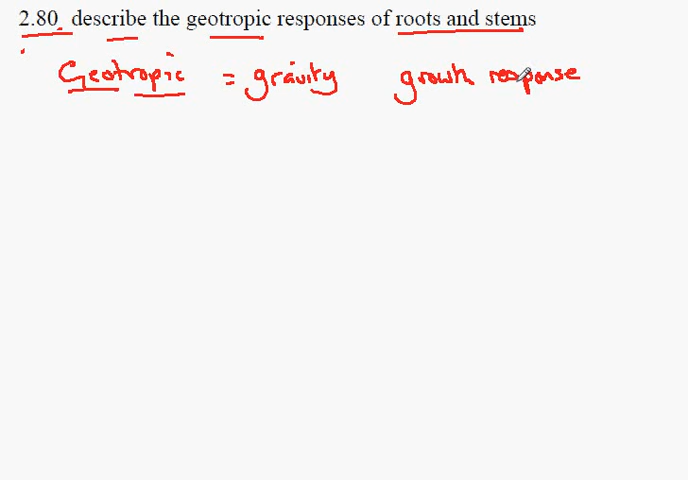 2.80 describe the geotropic responses of roots and stems
Geotropic = gravity growth response